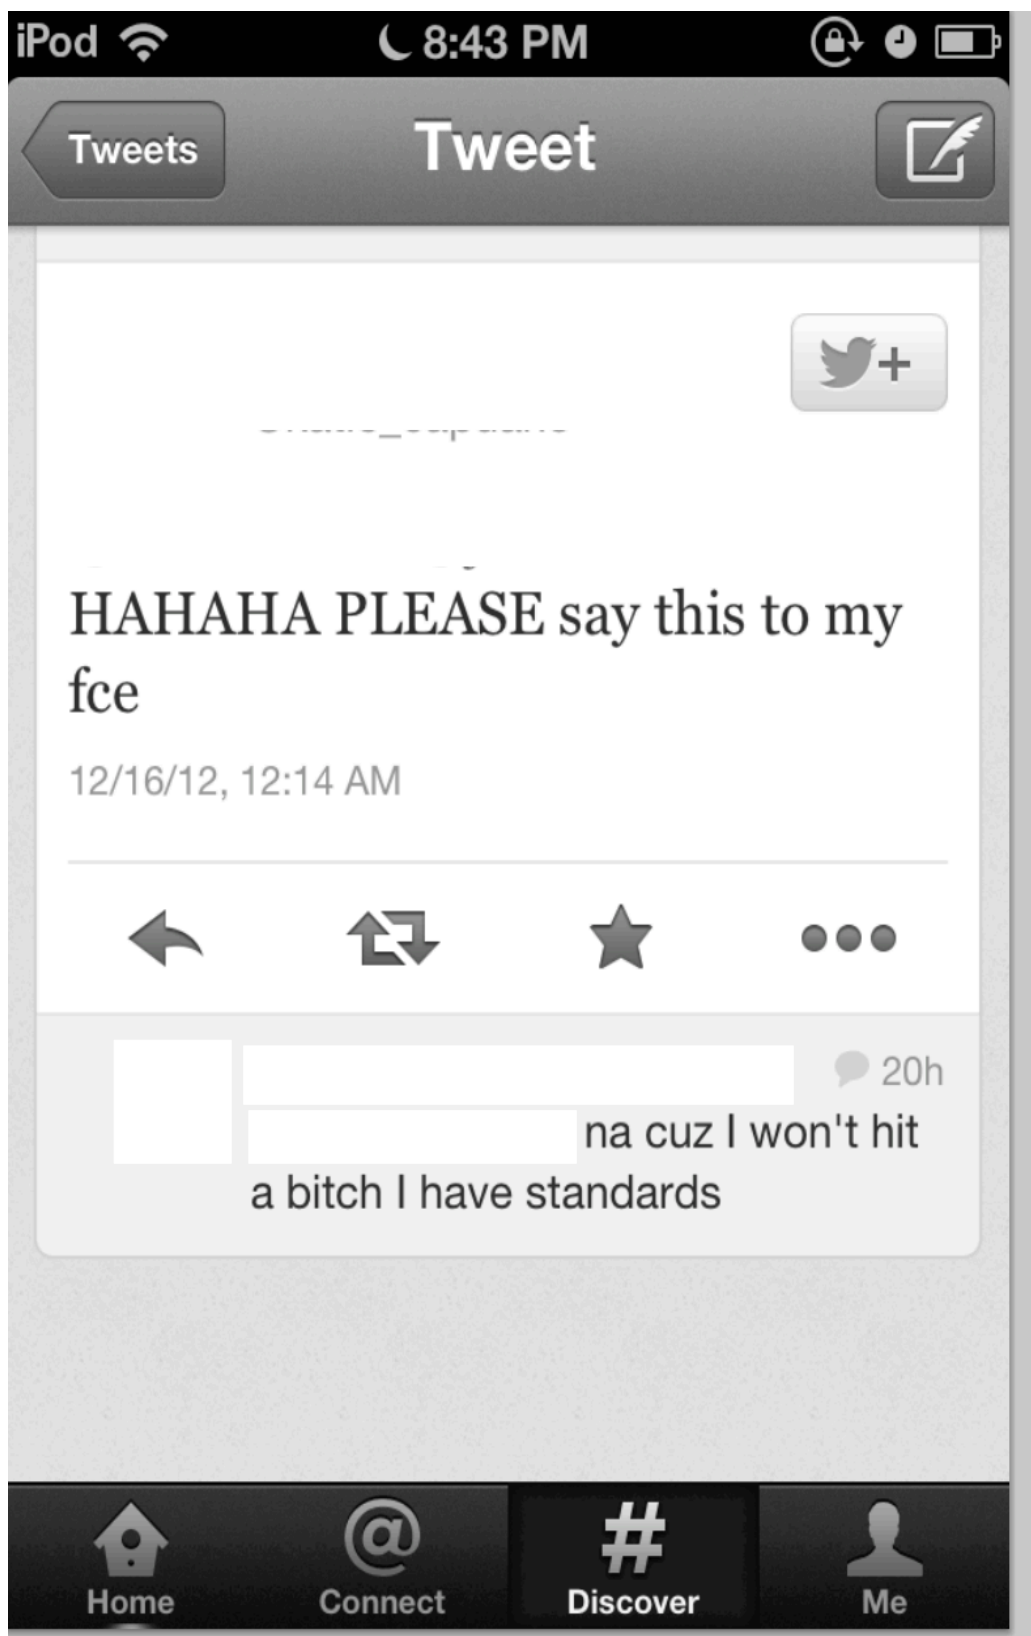 iPod 8:43 PM
Tweets Tweet
HAHAHA PLEASE say this to my
fce
12/16/12, 12:14 AM
20h
na cuz I won't hit
a bitch I have standards
Home Connect Discover Me